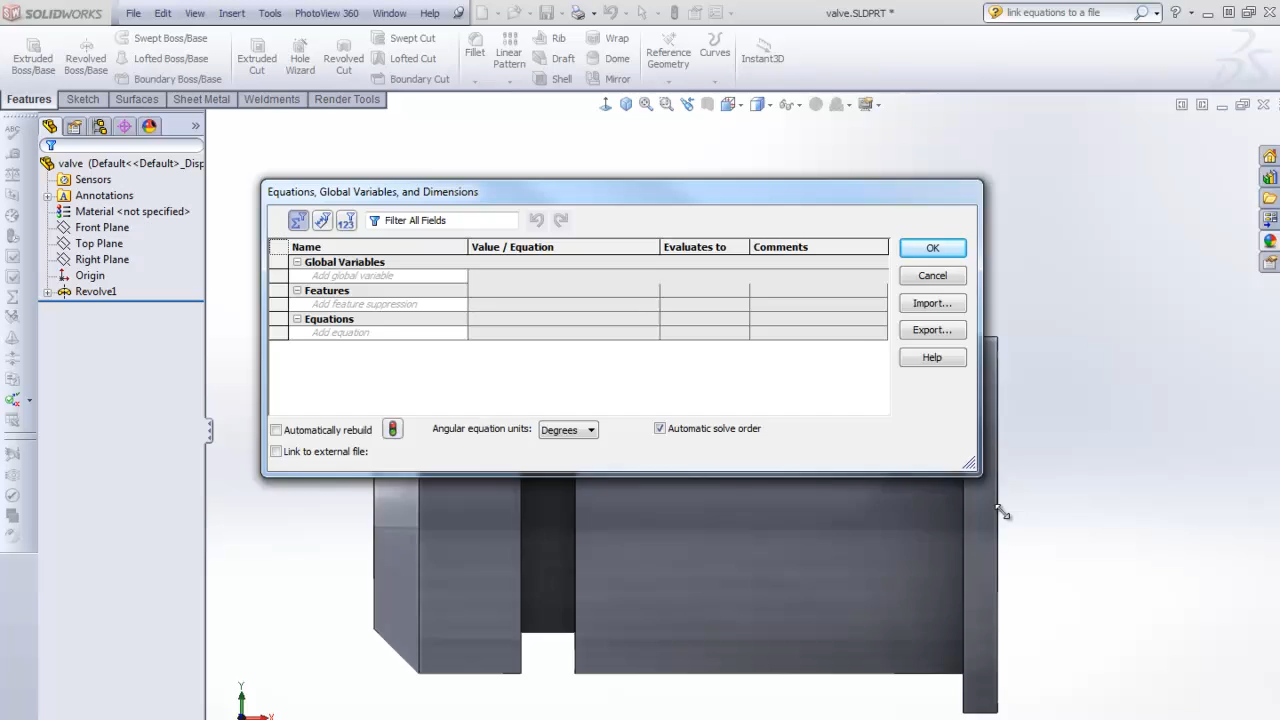 SOLIDWORKS File Edit View Insert Tools PhotoView 360 Window Help valve.SLDPRT * link equations to a file
Extruded Boss/Base
Revolved Boss/Base
Swept Boss/Base
Lofted Boss/Base
Boundary Boss/Base
Extruded Cut
Hole Wizard
Revolved Cut
Swept Cut
Lofted Cut
Boundary Cut
Fillet
Linear Pattern
Rib
Draft
Shell
Wrap
Dome
Mirror
Reference Geometry
Curves
Instant3D
Features Sketch Surfaces Sheet Metal Weldments Render Tools
valve (Default<<Default>_Disp
Sensors
Annotations
Material <not specified>
Front Plane
Top Plane
Right Plane
Origin
Revolve1
Equations, Global Variables, and Dimensions
Filter All Fields
Name Value / Equation Evaluates to Comments
Global Variables
Add global variable
Features
Add feature suppression
Equations
Add equation
OK
Cancel
Import...
Export...
Help
Automatically rebuild Angular equation units: Degrees Automatic solve order
Link to external file:
Y
X